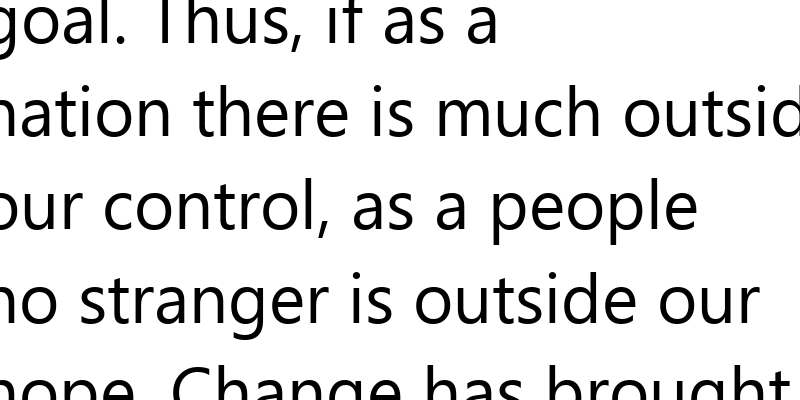 goal. Thus, if as a
nation there is much outsid
our control, as a people
no stranger is outside our
hope. Change has brought